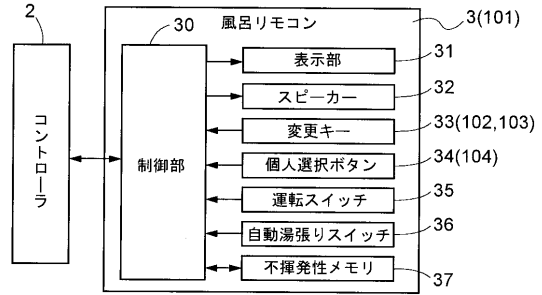 2
30
風呂リモコン
3(101)
コントローラ
制御部
表示部
31
スピーカー
32
変更キー
33(102,103)
個人選択ボタン
34(104)
運転スイッチ
35
自動湯張りスイッチ
36
不揮発性メモリ
37